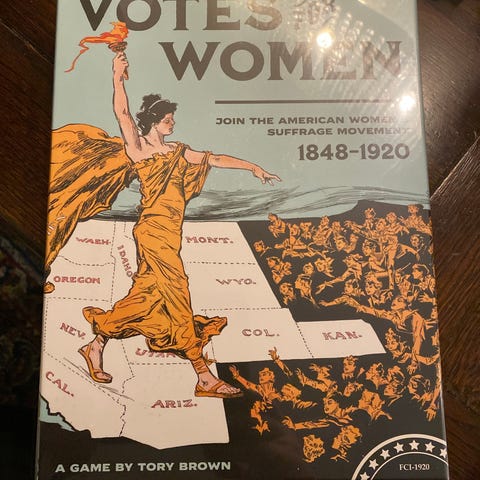 VOTES FOR
WOMEN
JOIN THE AMERICAN WOMEN'S
SUFFRAGE MOVEMENT
1848-1920
WASH.
IDAHO
MONT.
OREGON
WYO.
NEV.
UTAH
COL.
KAN.
CAL.
ARIZ.
A GAME BY TORY BROWN
FCI-1920